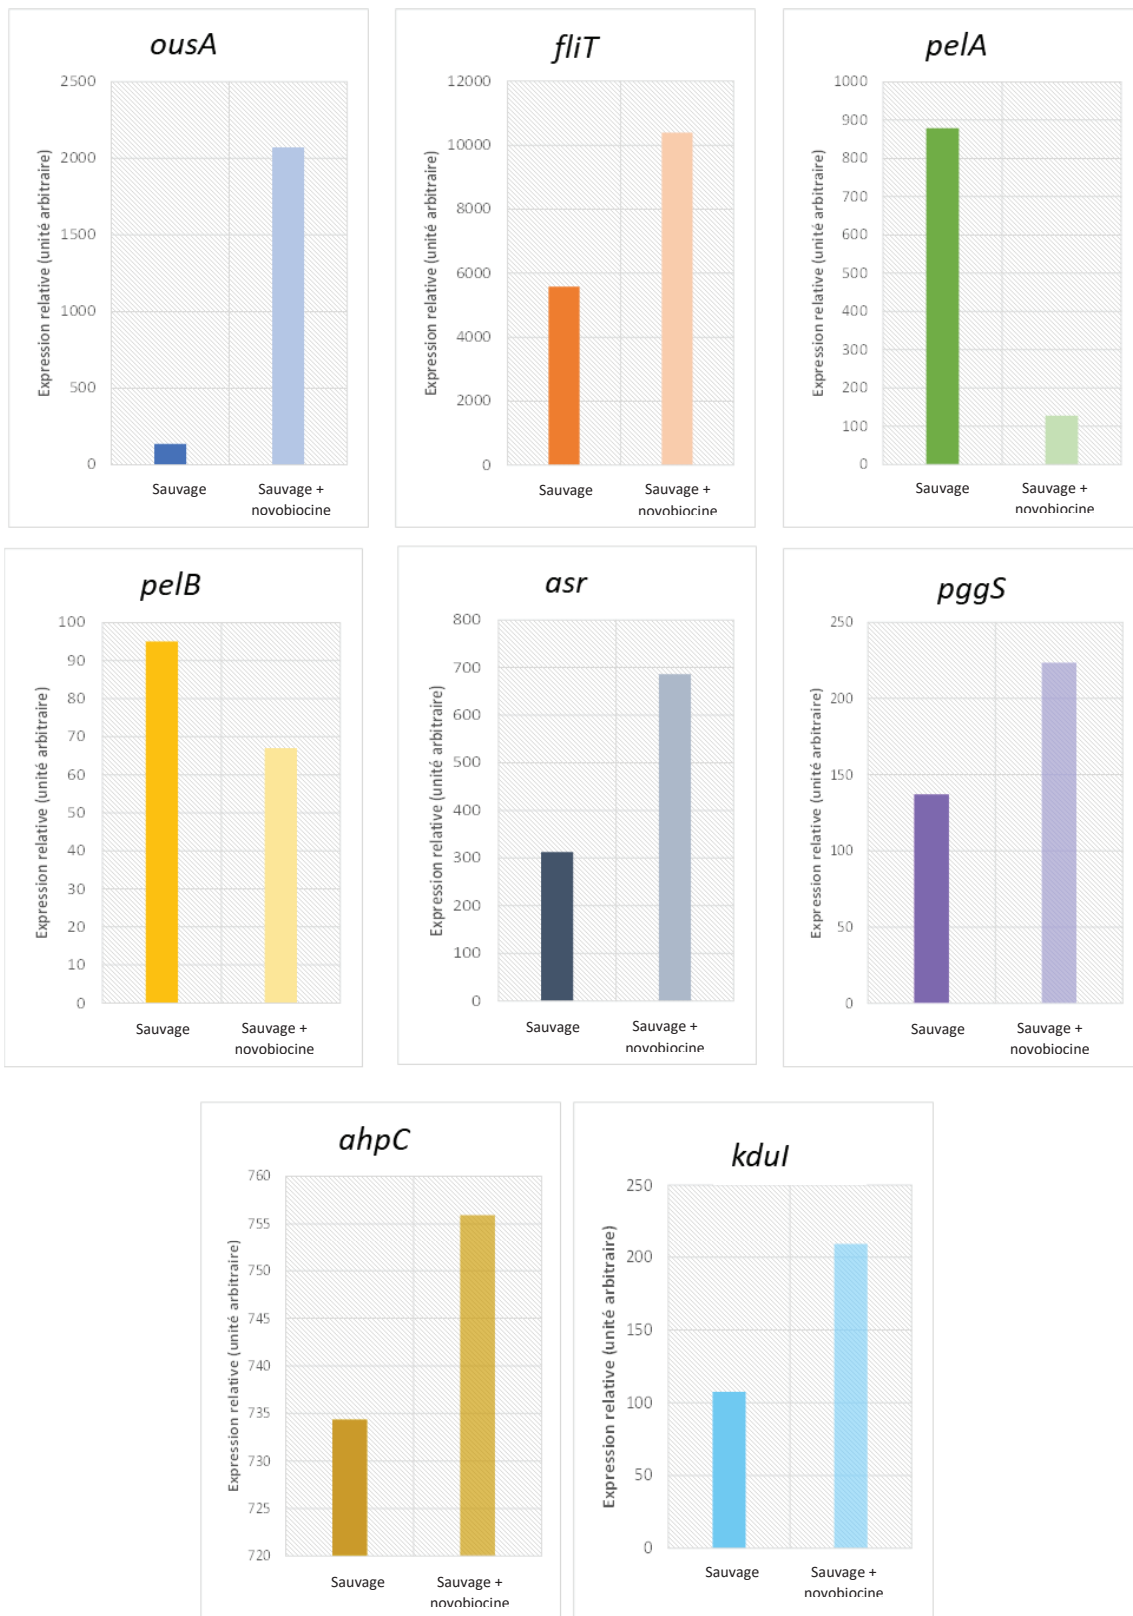 ousA
Expression relative (unité arbitraire)
2500
2000
1500
1000
500
0
Sauvage
Sauvage +
novobiocine
fliT
Expression relative (unité arbitraire)
12000
10000
8000
6000
4000
2000
0
Sauvage
Sauvage +
novobiocine
pelA
Expression relative (unité arbitraire)
1000
900
800
700
600
500
400
300
200
100
0
Sauvage
Sauvage +
novobiocine
pelB
Expression relative (unité arbitraire)
100
90
80
70
60
50
40
30
20
10
0
Sauvage
Sauvage +
novobiocine
asr
Expression relative (unité arbitraire)
800
700
600
500
400
300
200
100
0
Sauvage
Sauvage +
novobiocine
pggS
Expression relative (unité arbitraire)
250
200
150
100
50
0
Sauvage
Sauvage +
novobiocine
ahpC
Expression relative (unité arbitraire)
760
755
750
745
740
735
730
725
720
Sauvage
Sauvage +
novobiocine
kduI
Expression relative (unité arbitraire)
250
200
150
100
50
0
Sauvage
Sauvage +
novobiocine